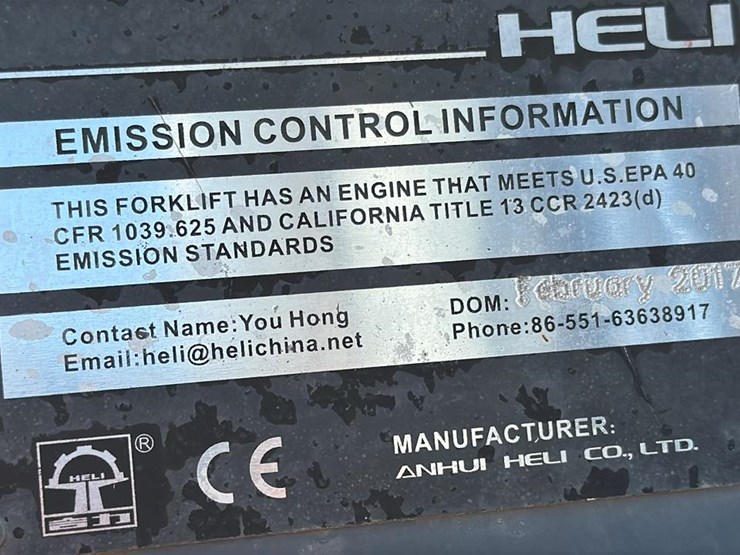 HELI
EMISSION CONTROL INFORMATION
THIS FORKLIFT HAS AN ENGINE THAT MEETS U.S.EPA 40
CFR 1039.625 AND CALIFORNIA TITLE 13 CCR 2423(d)
EMISSION STANDARDS
Contact Name:You Hong
Email:heli@helichina.net
DOM: February 2017
Phone:86-551-63638917
HELI
合力
®
CE
MANUFACTURER:
ANHUI HELI CO., LTD.